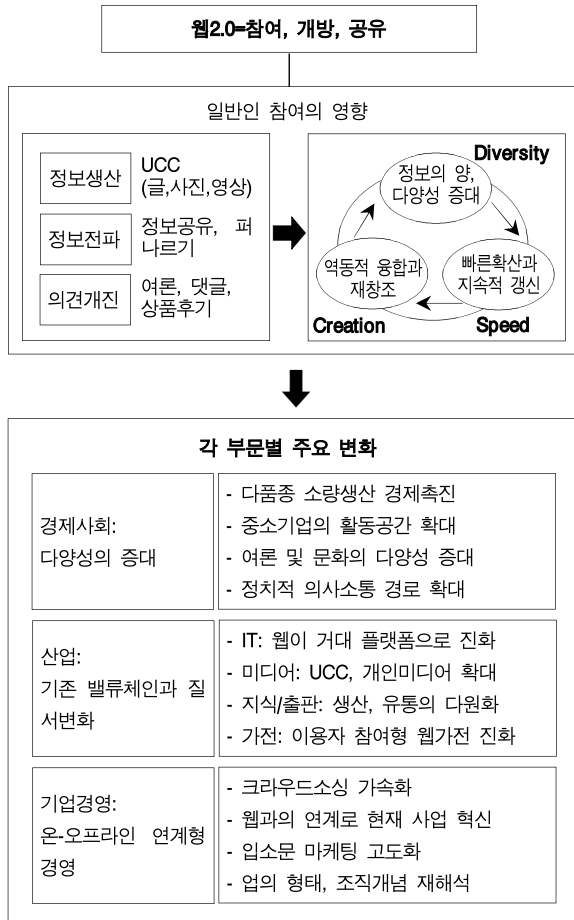 웹2.0=참여, 개방, 공유
일반인 참여의 영향
정보생산
UCC
(글,사진,영상)
정보전파
정보공유, 퍼
나르기
의견개진
여론, 댓글,
상품후기
Diversity
정보의 양,
다양성 증대
역동적 융합과
재창조
빠른확산과
지속적 갱신
Creation
Speed
각 부문별 주요 변화
경제사회:
다양성의 증대
- 다품종 소량생산 경제촉진
- 중소기업의 활동공간 확대
- 여론 및 문화의 다양성 증대
- 정치적 의사소통 경로 확대
산업:
기존 밸류체인과 질
서변화
- IT: 웹이 거대 플랫폼으로 진화
- 미디어: UCC, 개인미디어 확대
- 지식/출판: 생산, 유통의 다원화
- 가전: 이용자 참여형 웹가전 진화
기업경영:
온-오프라인 연계형
경영
- 크라우드소싱 가속화
- 웹과의 연계로 현재 사업 혁신
- 입소문 마케팅 고도화
- 업의 형태, 조직개념 재해석